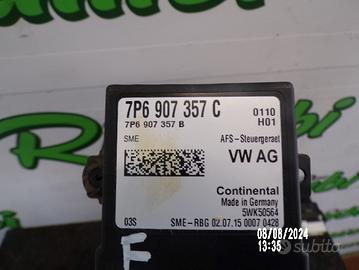 7P6 907 357 C
0110
7P6 907 357 B
H01
SME
AFS-Steuergerael
VW AG
Continental
Made in Germany
5WK50564
03S
SME-RBG 02.07.15 0007 0428
F
08/08/2024
13:35
subito